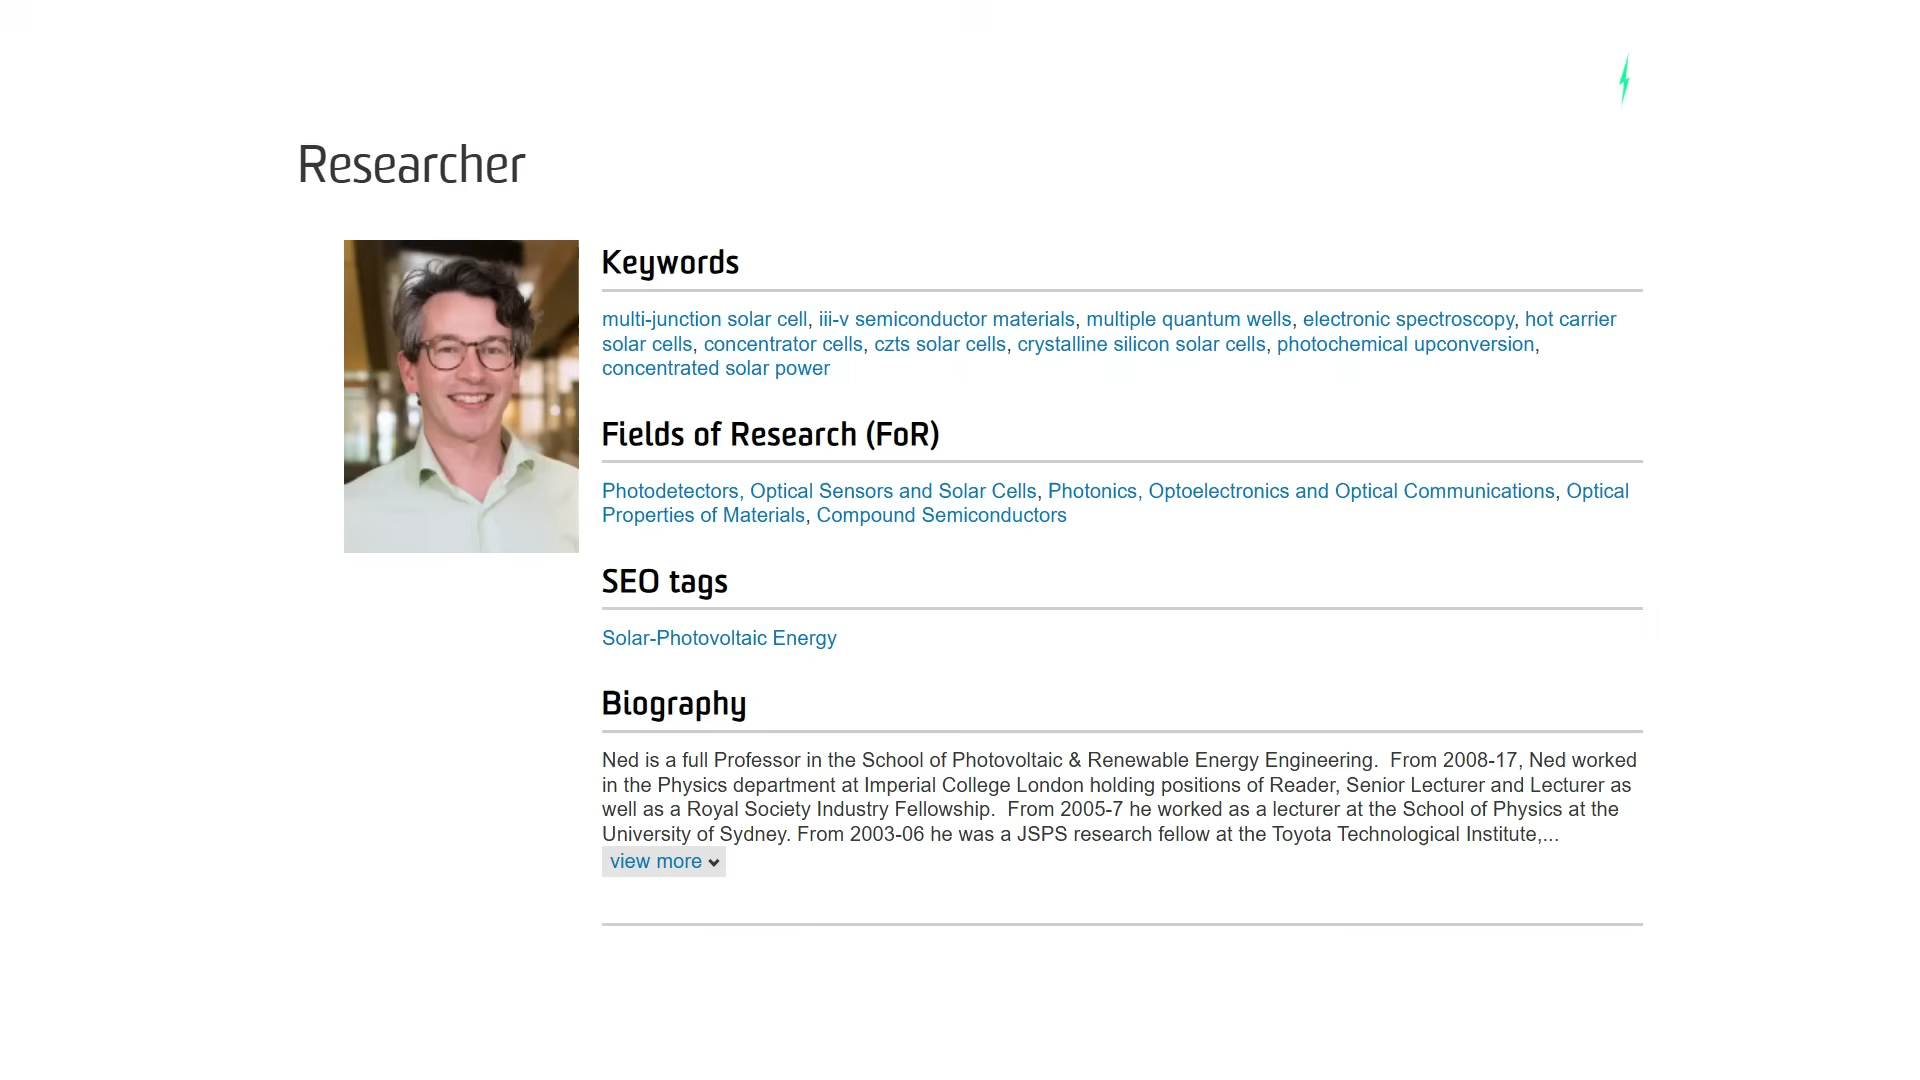 Researcher
Keywords
multi-junction solar cell, iii-v semiconductor materials, multiple quantum wells, electronic spectroscopy, hot carrier
solar cells, concentrator cells, czts solar cells, crystalline silicon solar cells, photochemical upconversion,
concentrated solar power
Fields of Research (FoR)
Photodetectors, Optical Sensors and Solar Cells, Photonics, Optoelectronics and Optical Communications, Optical
Properties of Materials, Compound Semiconductors
SEO tags
Solar-Photovoltaic Energy
Biography
Ned is a full Professor in the School of Photovoltaic & Renewable Energy Engineering.  From 2008-17, Ned worked
in the Physics department at Imperial College London holding positions of Reader, Senior Lecturer and Lecturer as
well as a Royal Society Industry Fellowship.  From 2005-7 he worked as a lecturer at the School of Physics at the
University of Sydney. From 2003-06 he was a JSPS research fellow at the Toyota Technological Institute,...
view more